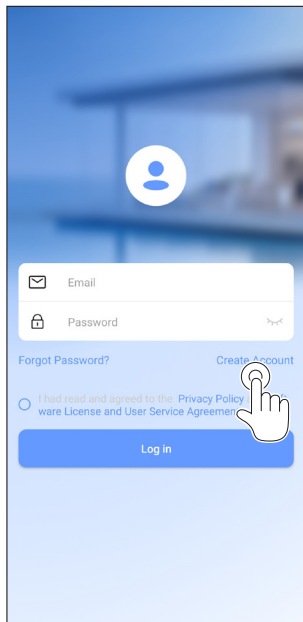 Email
Password
Forgot Password?
Create Account
I had read and agreed to the Privacy Policy
ware License and User Service Agreement
Log in